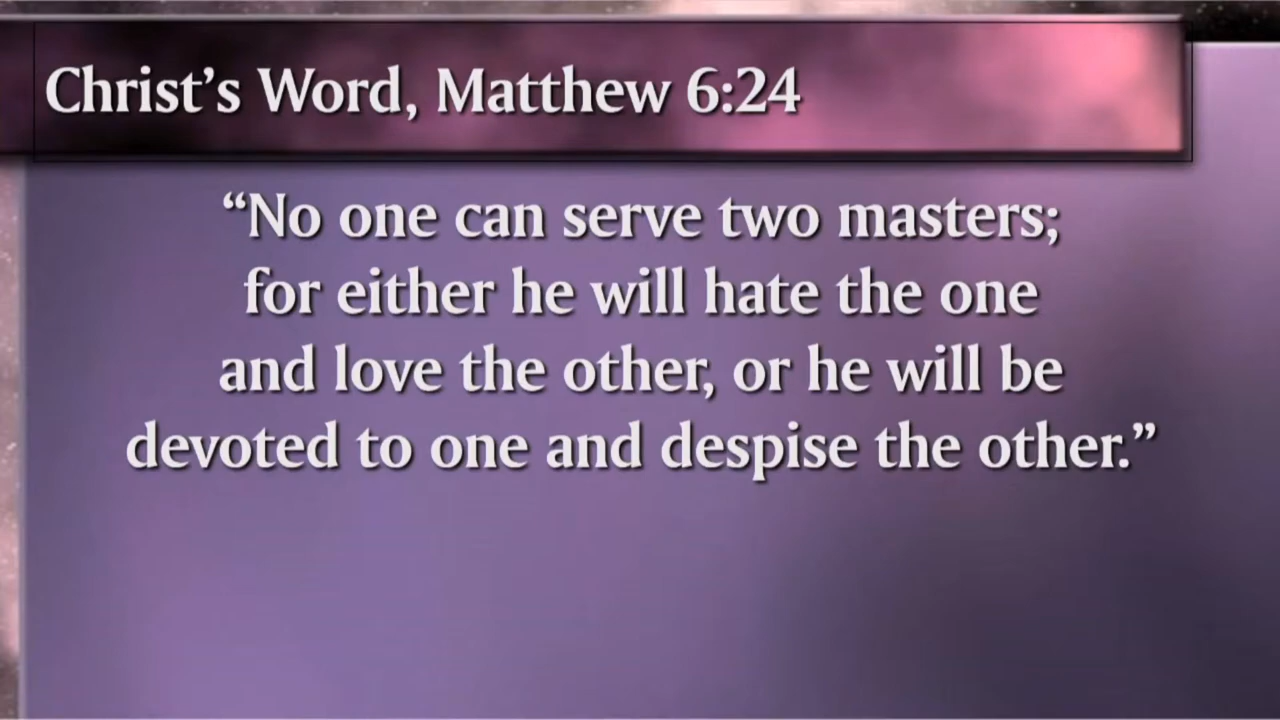 Christ’s Word, Matthew 6:24
“No one can serve two masters;
for either he will hate the one
and love the other, or he will be
devoted to one and despise the other.”